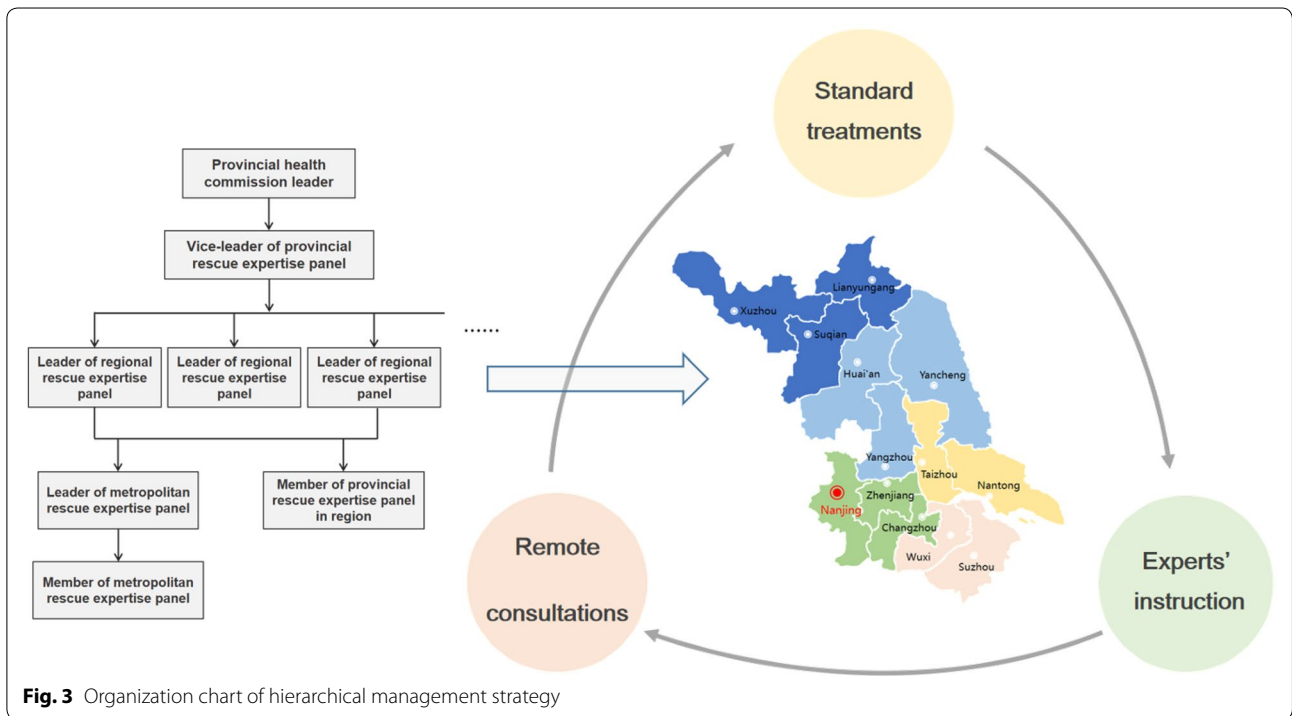 Provincial health
commission leader
Vice-leader of provincial
rescue expertise panel
......
Leader of regional
rescue expertise
panel
Leader of regional
rescue expertise
panel
Leader of regional
rescue expertise
panel
Leader of metropolitan
rescue expertise panel
Member of provincial
rescue expertise panel
in region
Member of metropolitan
rescue expertise panel
Standard
treatments
Lianyungang
Xuzhou
Suqian
Huai'an
Yancheng
Yangzhou
Taizhou
Nantong
Zhenjiang
Nanjing
Changzhou
Wuxi
Suzhou
Remote
consultations
Experts'
instruction
Fig. 3 Organization chart of hierarchical management strategy